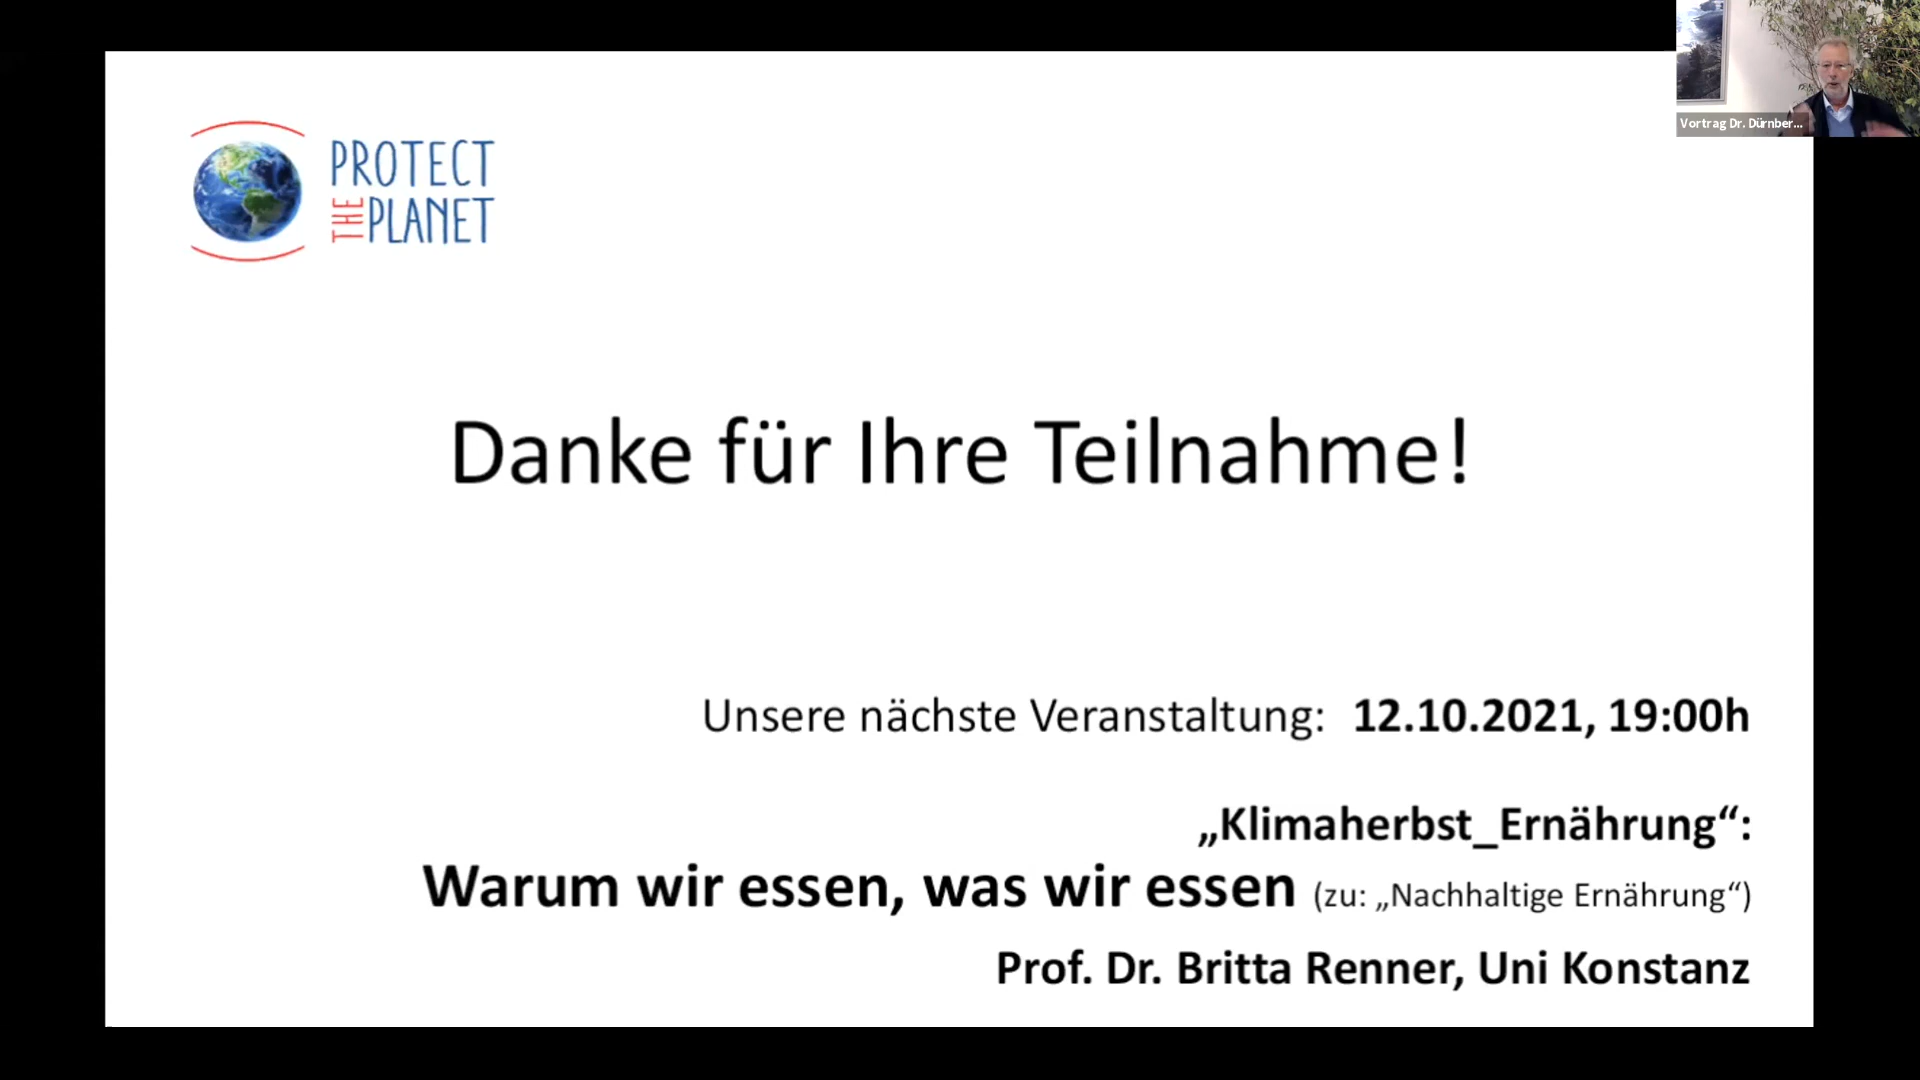 PROTECT
THE PLANET
Vortrag Dr. Dürnber...
Danke für Ihre Teilnahme!
Unsere nächste Veranstaltung: 12.10.2021, 19:00h
„Klimaherbst_Ernährung“:
Warum wir essen, was wir essen (zu: „Nachhaltige Ernährung“)
Prof. Dr. Britta Renner, Uni Konstanz